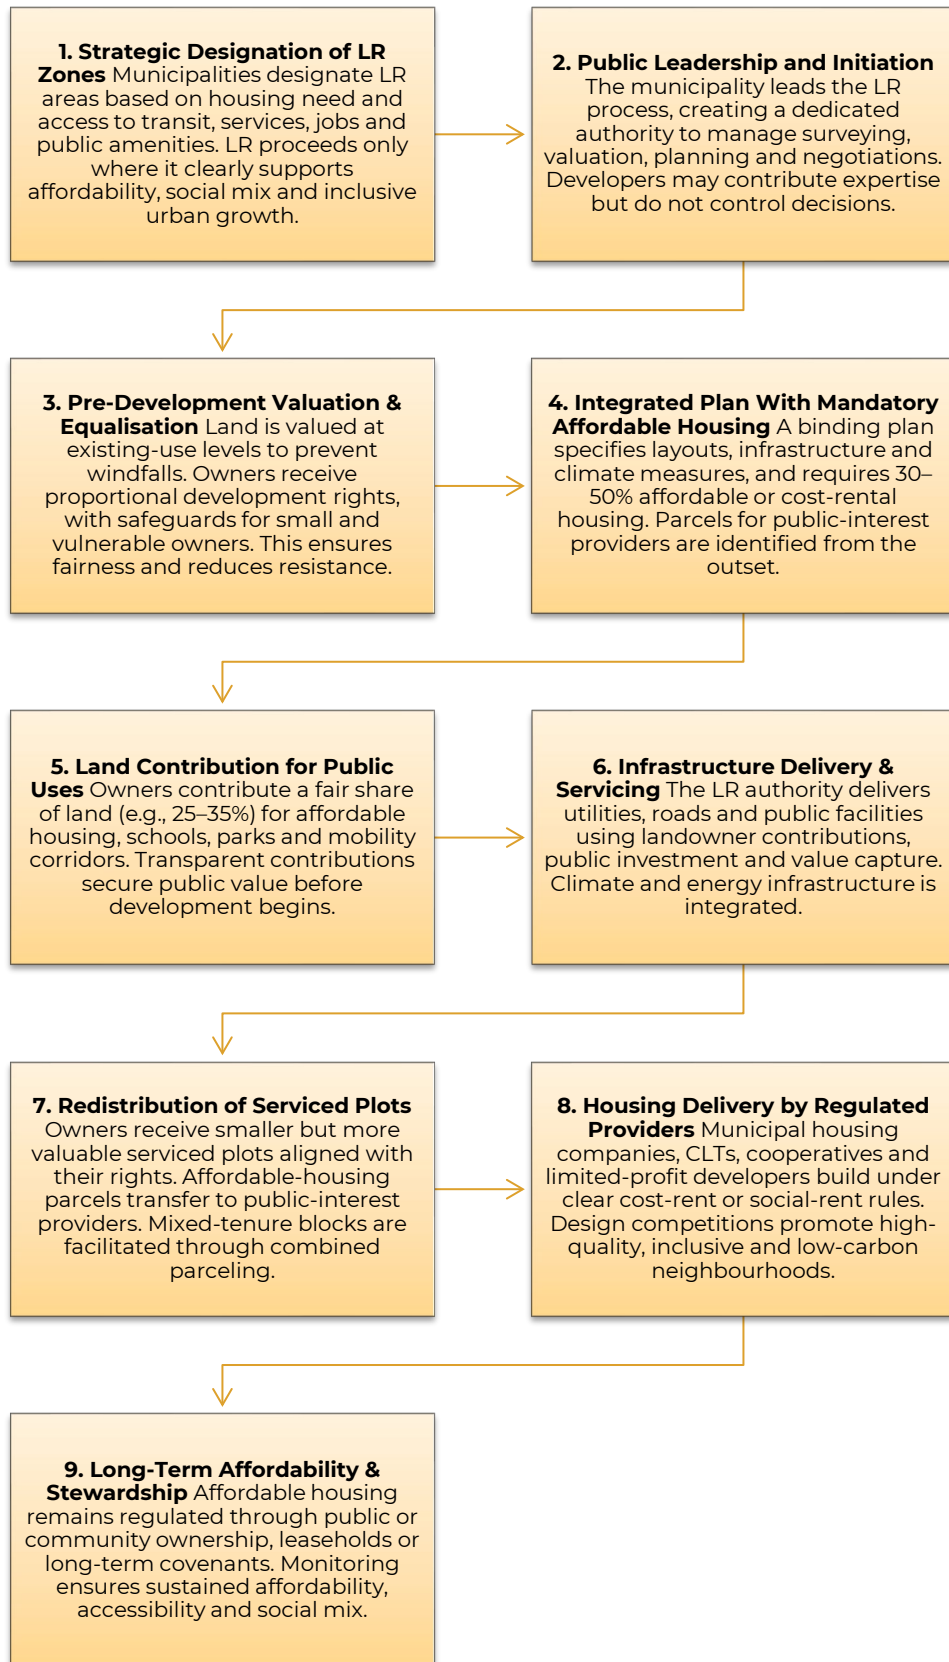 1. Strategic Designation of LR
Zones Municipalities designate LR
areas based on housing need and
access to transit, services, jobs and
public amenities. LR proceeds only
where it clearly supports
affordability, social mix and inclusive
urban growth.
2. Public Leadership and Initiation
The municipality leads the LR
process, creating a dedicated
authority to manage surveying,
valuation, planning and negotiations.
Developers may contribute expertise
but do not control decisions.
3. Pre-Development Valuation &
Equalisation Land is valued at
existing-use levels to prevent
windfalls. Owners receive
proportional development rights,
with safeguards for small and
vulnerable owners. This ensures
fairness and reduces resistance.
4. Integrated Plan With Mandatory
Affordable Housing A binding plan
specifies layouts, infrastructure and
climate measures, and requires 30–
50% affordable or cost-rental
housing. Parcels for public-interest
providers are identified from the
outset.
5. Land Contribution for Public
Uses Owners contribute a fair share
of land (e.g., 25–35%) for affordable
housing, schools, parks and mobility
corridors. Transparent contributions
secure public value before
development begins.
6. Infrastructure Delivery &
Servicing The LR authority delivers
utilities, roads and public facilities
using landowner contributions,
public investment and value capture.
Climate and energy infrastructure is
integrated.
7. Redistribution of Serviced Plots
Owners receive smaller but more
valuable serviced plots aligned with
their rights. Affordable-housing
parcels transfer to public-interest
providers. Mixed-tenure blocks are
facilitated through combined
parceling.
8. Housing Delivery by Regulated
Providers Municipal housing
companies, CLTs, cooperatives and
limited-profit developers build under
clear cost-rent or social-rent rules.
Design competitions promote high-
quality, inclusive and low-carbon
neighbourhoods.
9. Long-Term Affordability &
Stewardship Affordable housing
remains regulated through public or
community ownership, leaseholds or
long-term covenants. Monitoring
ensures sustained affordability,
accessibility and social mix.